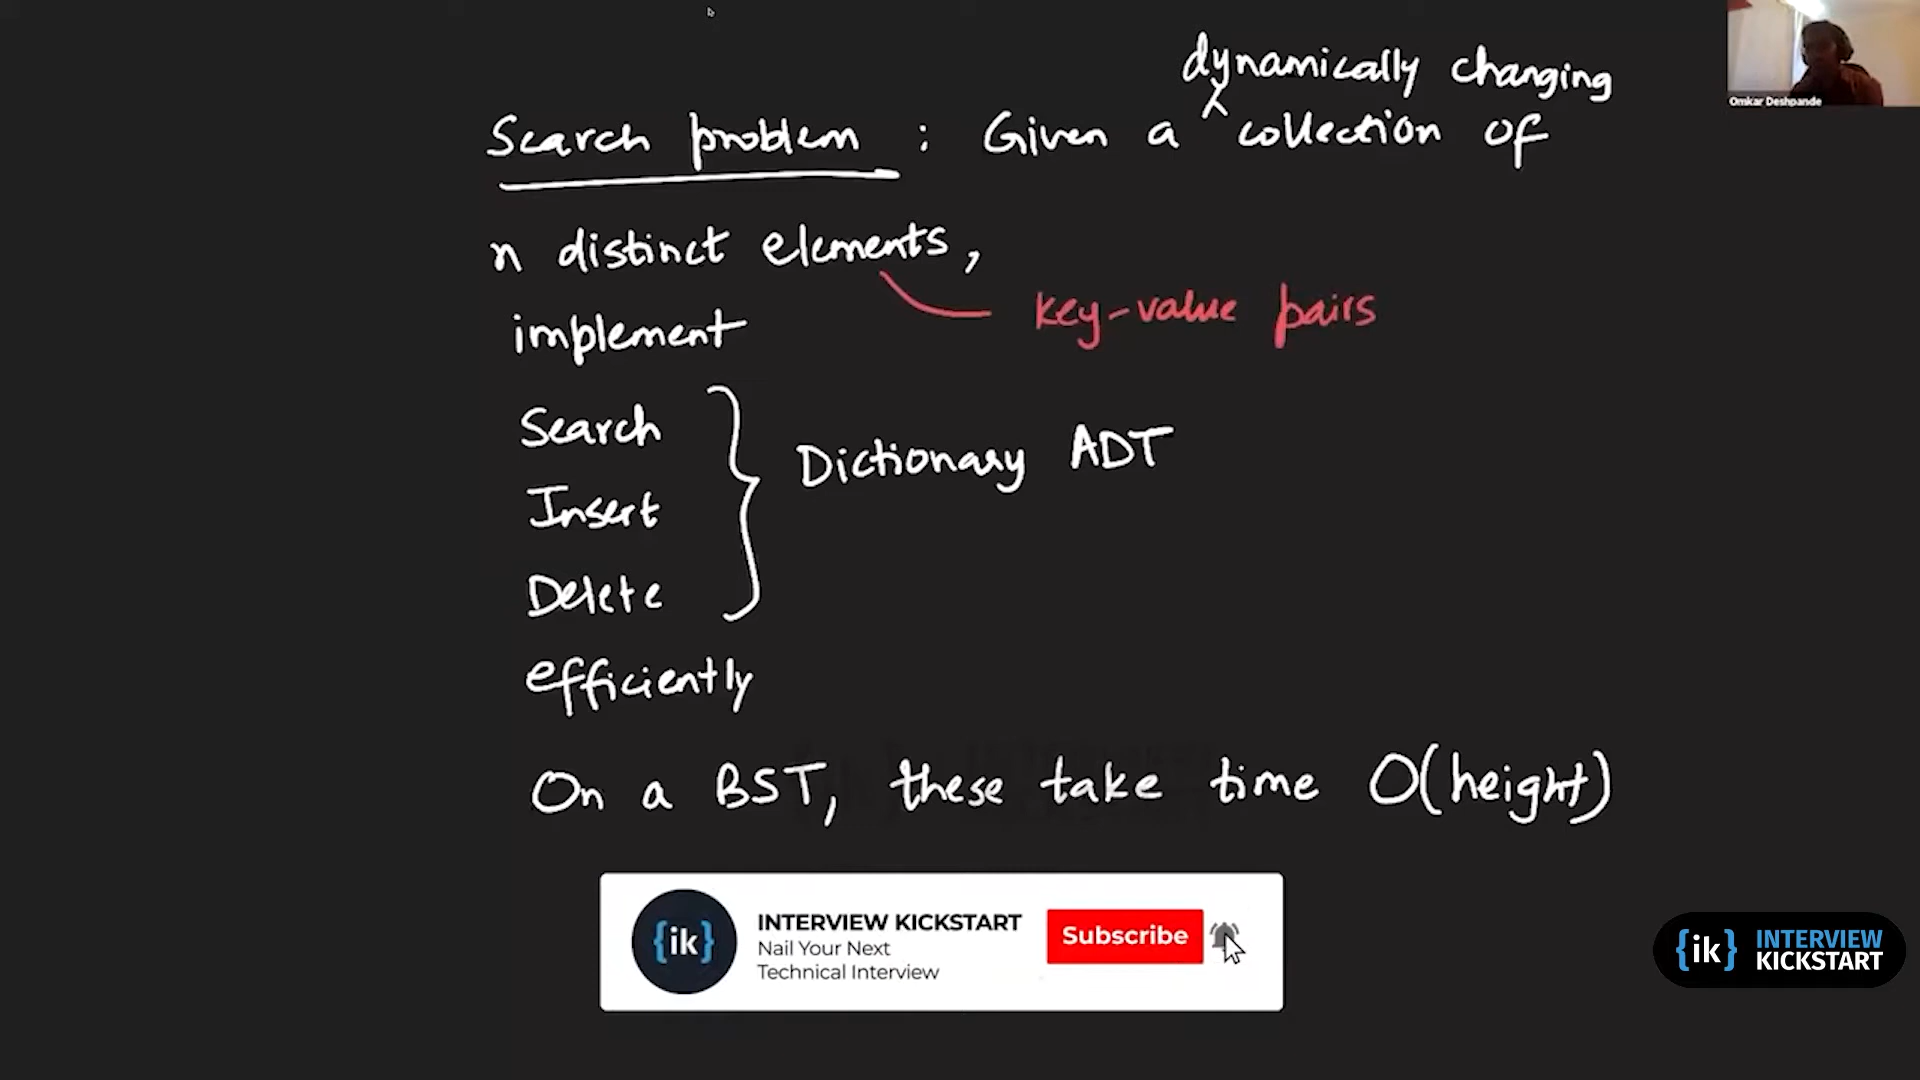 dynamically changing
Search problem : Given a collection of
n distinct elements,
key-value pairs
implement
Search
Insert
Delete
Dictionary ADT
efficiently
On a BST, these take time O(height)
Omkar Deshpande
{ik}
INTERVIEW KICKSTART
Nail Your Next
Technical Interview
Subscribe
{ik} INTERVIEW
KICKSTART